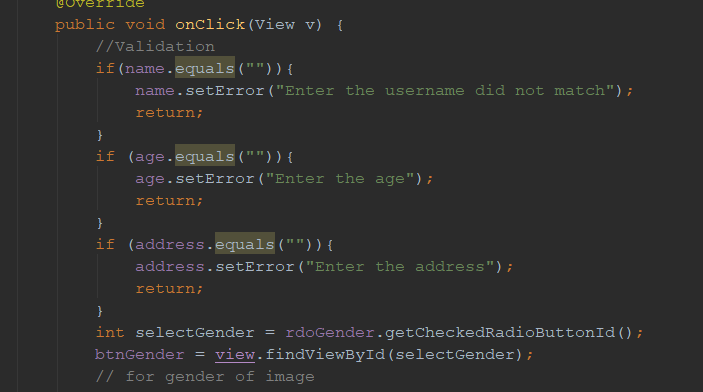 @Override
public void onClick(View v) {
//Validation
if(name.equals("")){
name.setError("Enter the username did not match");
return;
}
if (age.equals("")){
age.setError("Enter the age");
return;
}
if (address.equals("")){
address.setError("Enter the address");
return;
}
int selectGender = rdoGender.getCheckedRadioButtonId();
btnGender = view.findViewById(selectGender);
// for gender of image